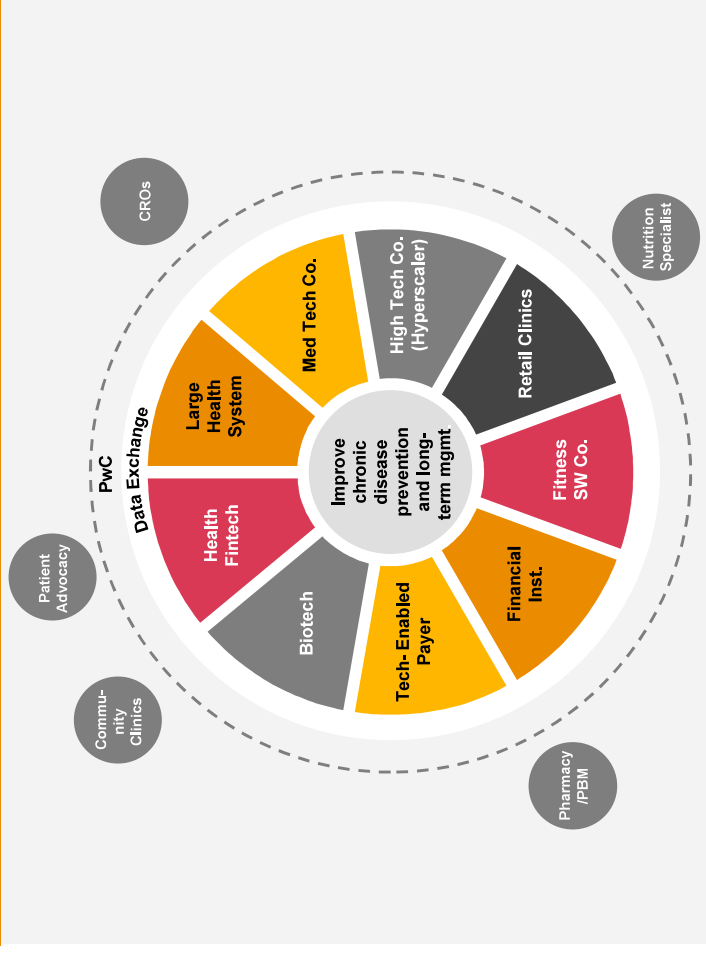 Patient
Advocacy
PwC
Commu-
nity
Clinics
Data Exchange
CROs
Health
Fintech
Large
Health
System
Biotech
Med Tech Co.
Improve
chronic
disease
prevention
and long-
term mgmt
Tech- Enabled
Payer
High Tech Co.
(Hyperscaler)
Financial
Inst.
Retail Clinics
Fitness
SW Co.
Pharmacy
/PBM
Nutrition
Specialist